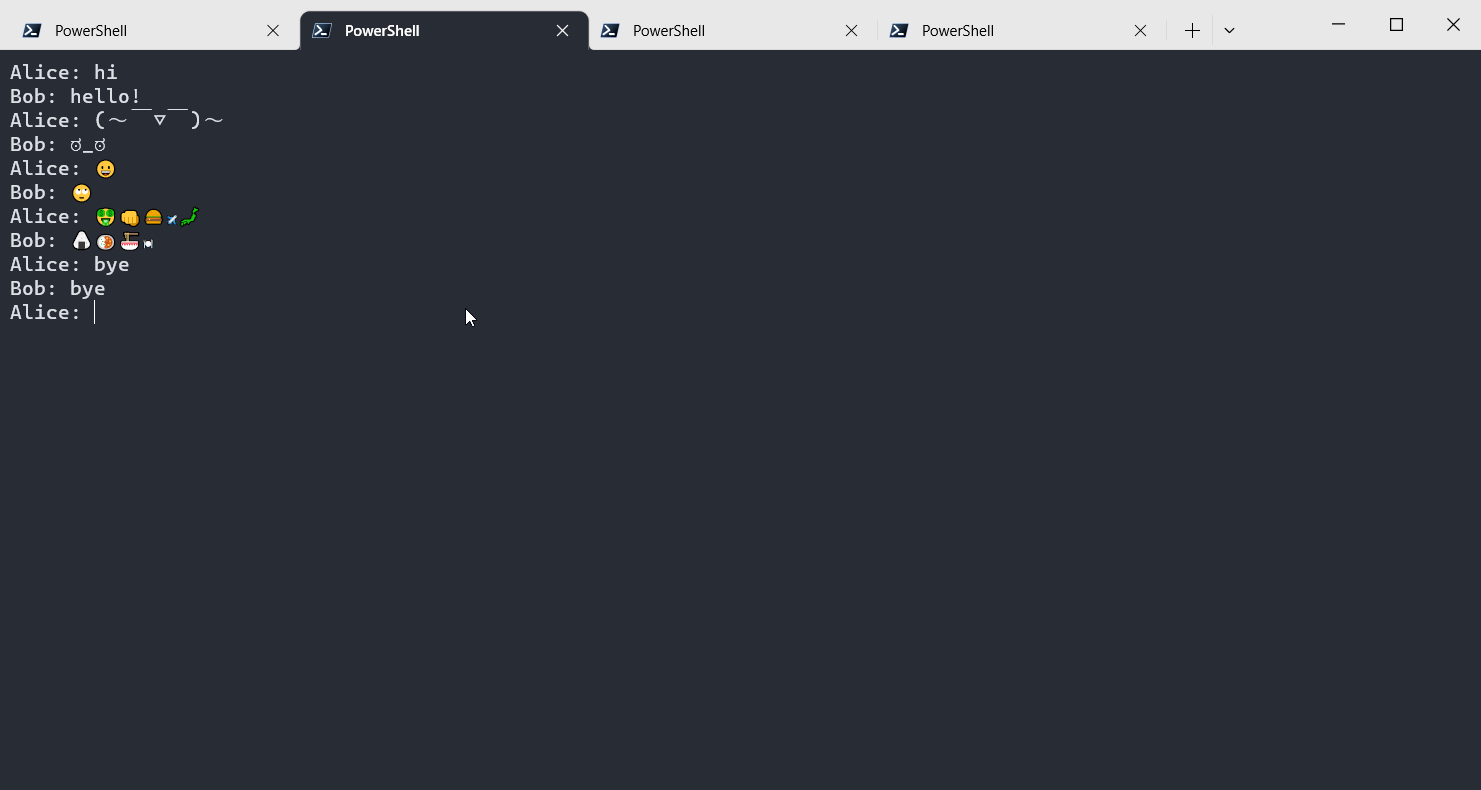 PowerShell
PowerShell
PowerShell
PowerShell
Alice: hi
Bob: hello!
Alice: (～￣▽￣)～
Bob: ಠ_ಠ
Alice: 😀
Bob: 🙄
Alice: 🤑👊🍔✈🗾
Bob: 🍙🍛🍜🍽
Alice: bye
Bob: bye
Alice: